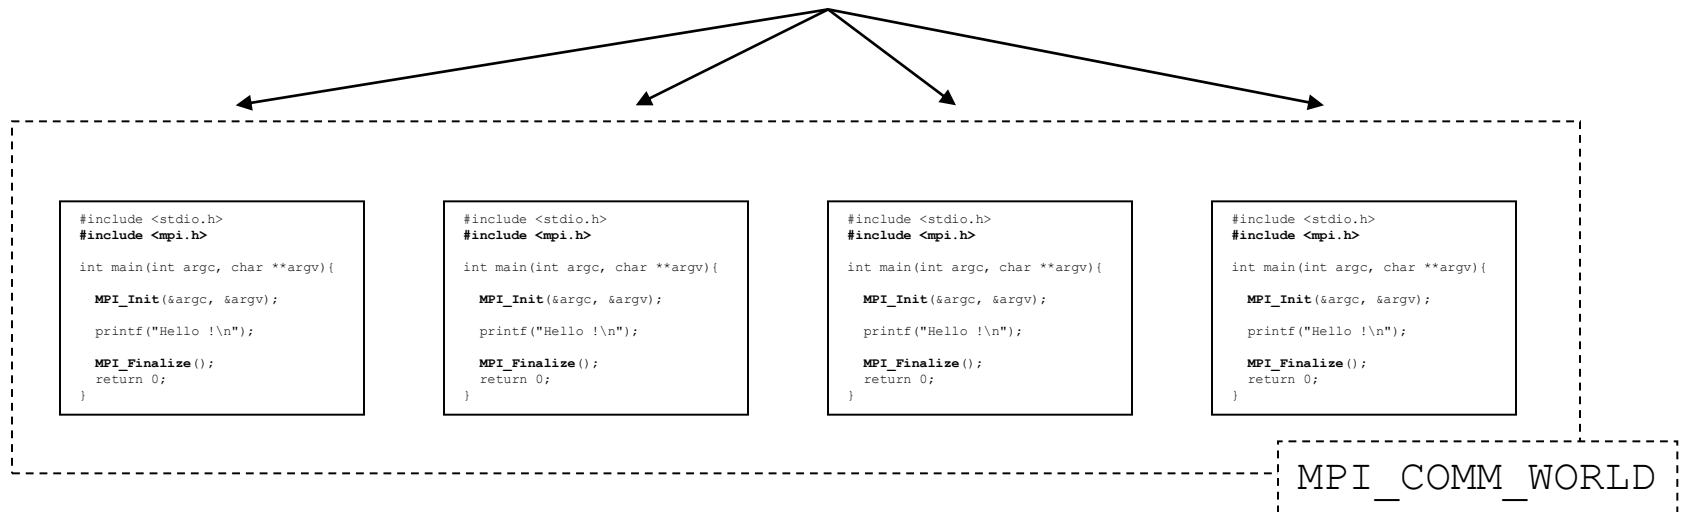 #include <stdio.h>
#include <mpi.h>
int main(int argc, char **argv){
MPI_Init(&argc, &argv);
printf("Hello !\n");
MPI_Finalize();
return 0;
}
#include <stdio.h>
#include <mpi.h>
int main(int argc, char **argv){
MPI_Init(&argc, &argv);
printf("Hello !\n");
MPI_Finalize();
return 0;
}
#include <stdio.h>
#include <mpi.h>
int main(int argc, char **argv){
MPI_Init(&argc, &argv);
printf("Hello !\n");
MPI_Finalize();
return 0;
}
#include <stdio.h>
#include <mpi.h>
int main(int argc, char **argv){
MPI_Init(&argc, &argv);
printf("Hello !\n");
MPI_Finalize();
return 0;
}
MPI_COMM_WORLD